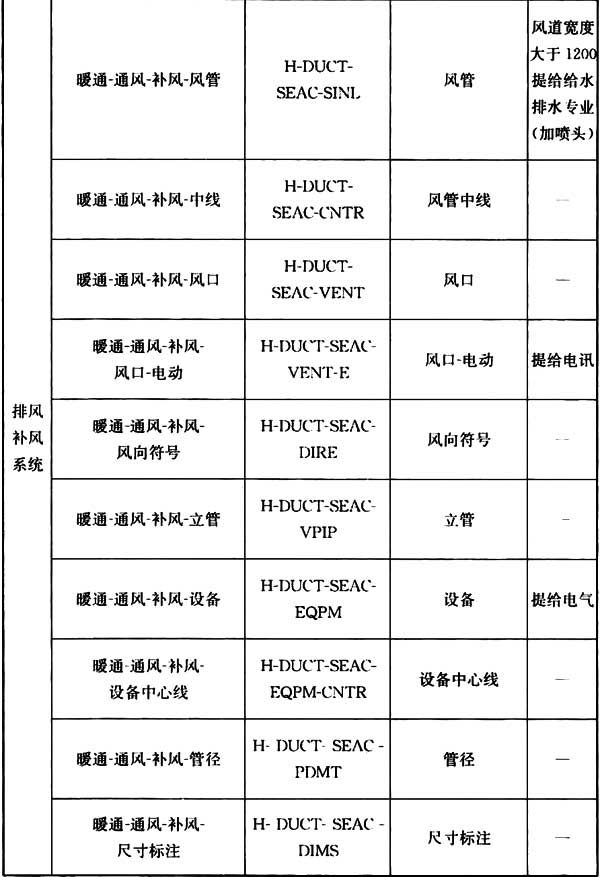 排风
补风
系统
暖通-通风-补风-风管
H-DUCT-
SEAC-SINL
风管
风道宽度
大于1200
提给给水
排水专业
(加喷头)
暖通-通风-补风-中线
H-DUCT-
SEAC-CNTR
风管中线
—
暖通-通风-补风-风口
H-DUCT-
SEAC-VENT
风口
—
暖通-通风-补风-
风口-电动
H-DUCT-SEAC-
VENT-E
风口-电动
提给电讯
暖通-通风-补风-
风向符号
H-DUCT-SEAC-
DIRE
风向符号
—
暖通-通风-补风-立管
H-DUCT-SEAC-
VPIP
立管
-
暖通-通风-补风-设备
H-DUCT-SEAC-
EQPM
设备
提给电气
暖通-通风-补风-
设备中心线
H-DUCT-SEAC-
EQPM-CNTR
设备中心线
—
暖通-通风-补风-管径
H- DUCT- SEAC -
PDMT
管径
—
暖通-通风-补风-
尺寸标注
H- DUCT- SEAC -
DIMS
尺寸标注
—